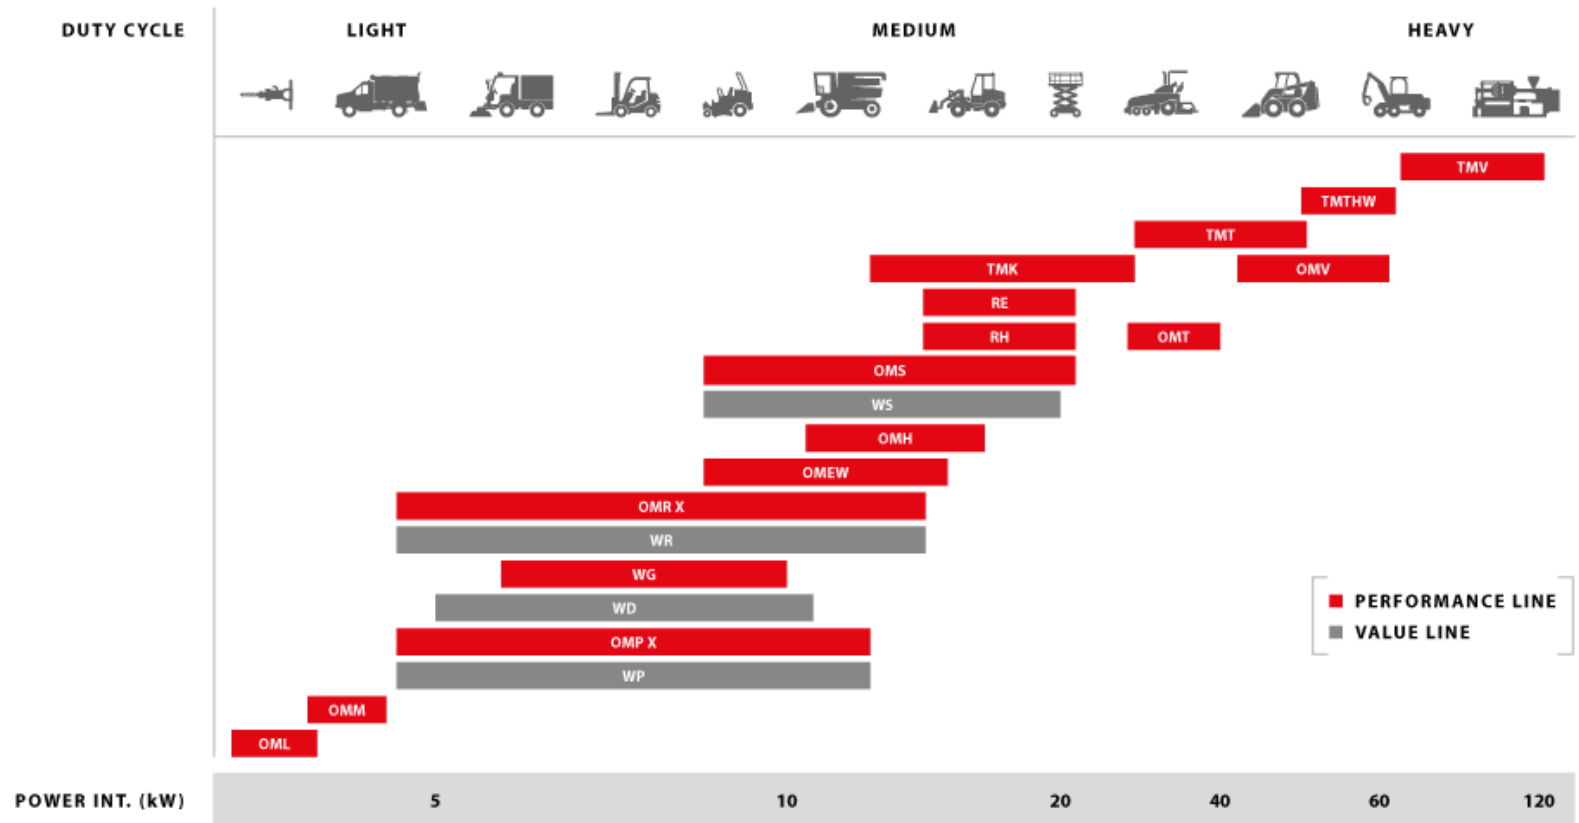 DUTY CYCLE LIGHT MEDIUM HEAVY
TMV
TMTHW
TMT
TMK OMV
RE
RH OMT
OMS
WS
OMH
OMEW
OMR X
WR
WG
WD
PERFORMANCE LINE
VALUE LINE
OMP X
WP
OMM
OML
POWER INT. (kW) 5 10 20 40 60 120